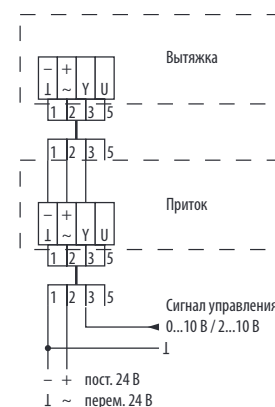 Вытяжка
– +
⊥ ~ Y U
1 2 3 5
1 2 3 5
Приток
– +
⊥ ~ Y U
1 2 3 5
1 2 3 5
Сигнал управления
0...10 В / 2...10 В
⊥
– + пост. 24 В
⊥ ~ перем. 24 В